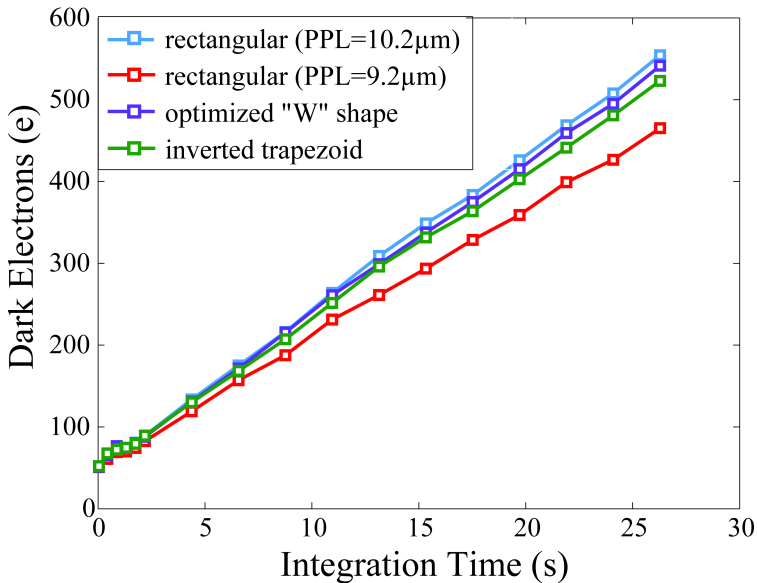 600
500
400
300
200
100
0
Dark Electrons (e)
rectangular (PPL=10.2μm)
rectangular (PPL=9.2μm)
optimized "W" shape
inverted trapezoid
0 5 10 15 20 25 30
Integration Time (s)